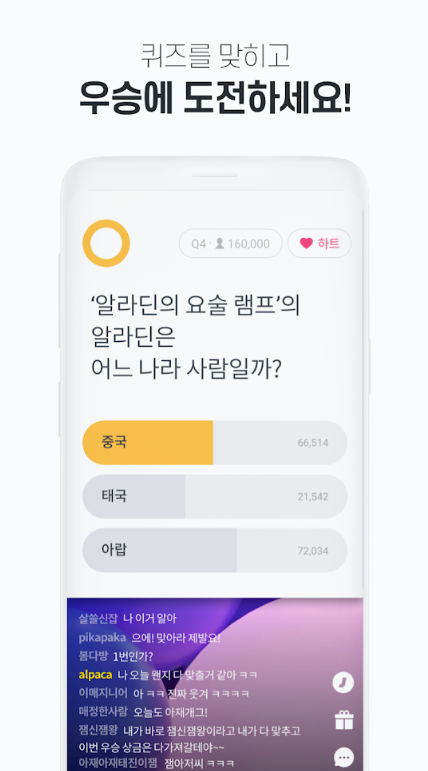 퀴즈를 맞히고
우승에 도전하세요!
Q4 · 160,000
하트
‘알라딘의 요술 램프’의
알라딘은
어느 나라 사람일까?
중국 66,514
태국 21,542
아랍 72,034
살쓸신잡 나 이거 알아
pikapaka 으에! 맞아라 제발요!
봄다방 1번인가?
alpaca 나 오늘 왠지 다 맞출거 같아 ㅋㅋ
이매지니어 아 ㅋㅋ 진짜 웃겨 ㅋㅋㅋㅋ
매정한사람 오늘도 아재개그!
잼신잼왕 내가 바로 잼신잼왕이라고 내가 다 맞추고
이번 우승 상금은 다가져갈테야~~
아재아재태진이잼 잼아저씨 ㅋㅋㅋ